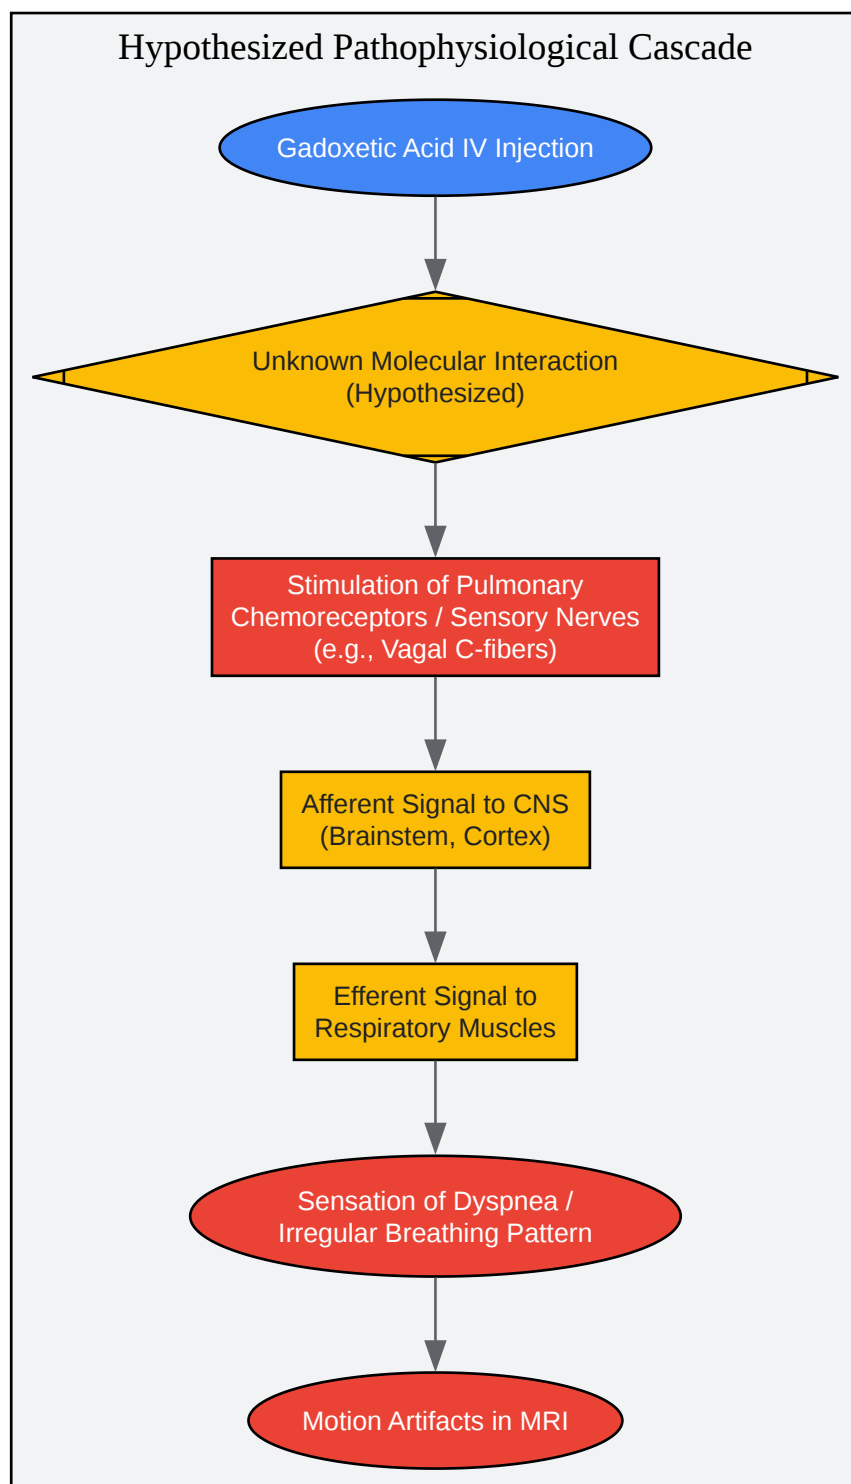 Hypothesized Pathophysiological Cascade
Gadoxetic Acid IV Injection
Unknown Molecular Interaction
(Hypothesized)
Stimulation of Pulmonary
Chemoreceptors / Sensory Nerves
(e.g., Vagal C-fibers)
Afferent Signal to CNS
(Brainstem, Cortex)
Efferent Signal to
Respiratory Muscles
Sensation of Dyspnea /
Irregular Breathing Pattern
Motion Artifacts in MRI